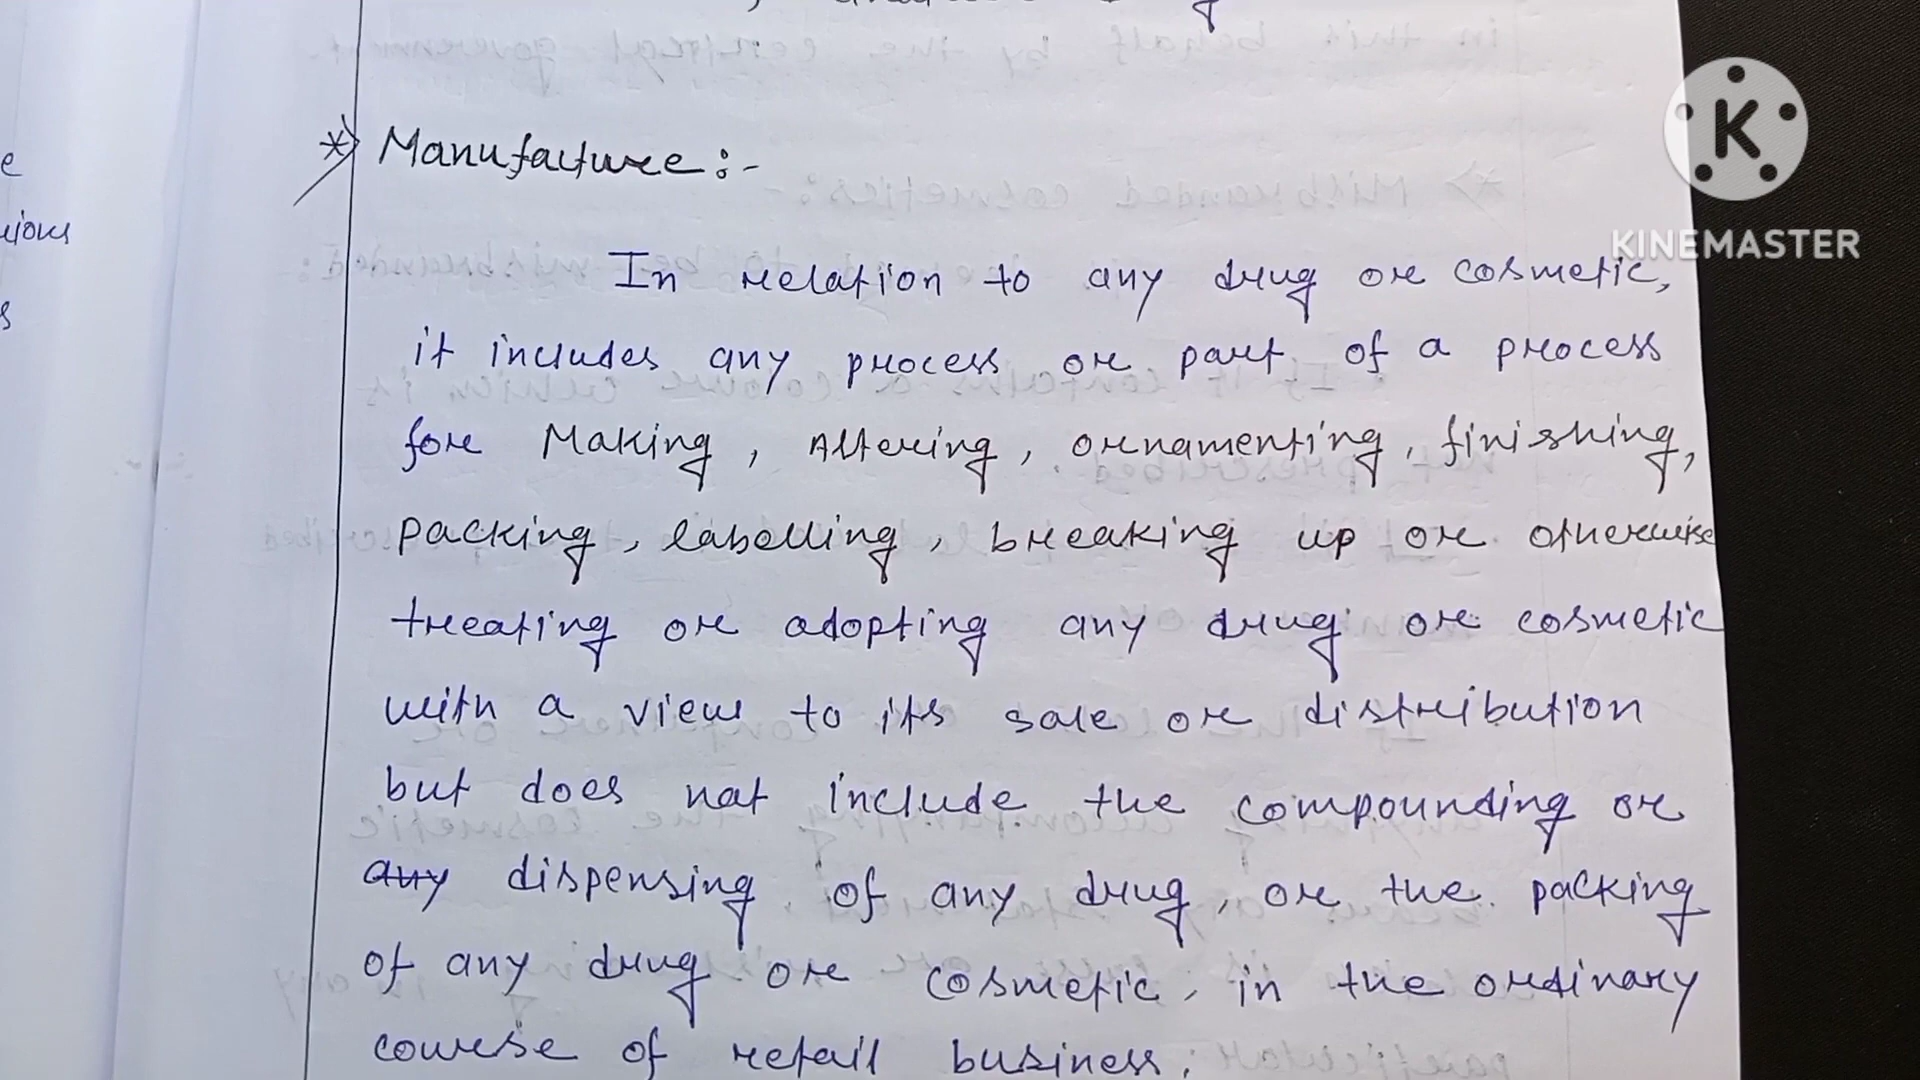 * Manufacture:-
In relation to any drug or cosmetic,
it includes any process or part of a process
for Making, Altering, ornamenting, finishing,
packing, labelling, breaking up or otherwise
treating or adopting any drug or cosmetic
with a view to its sale or distribution
but does not include the compounding or
any dispensing of any drug, or the packing
of any drug or cosmetic, in the ordinary
course of retail business;
K
KINEMASTER